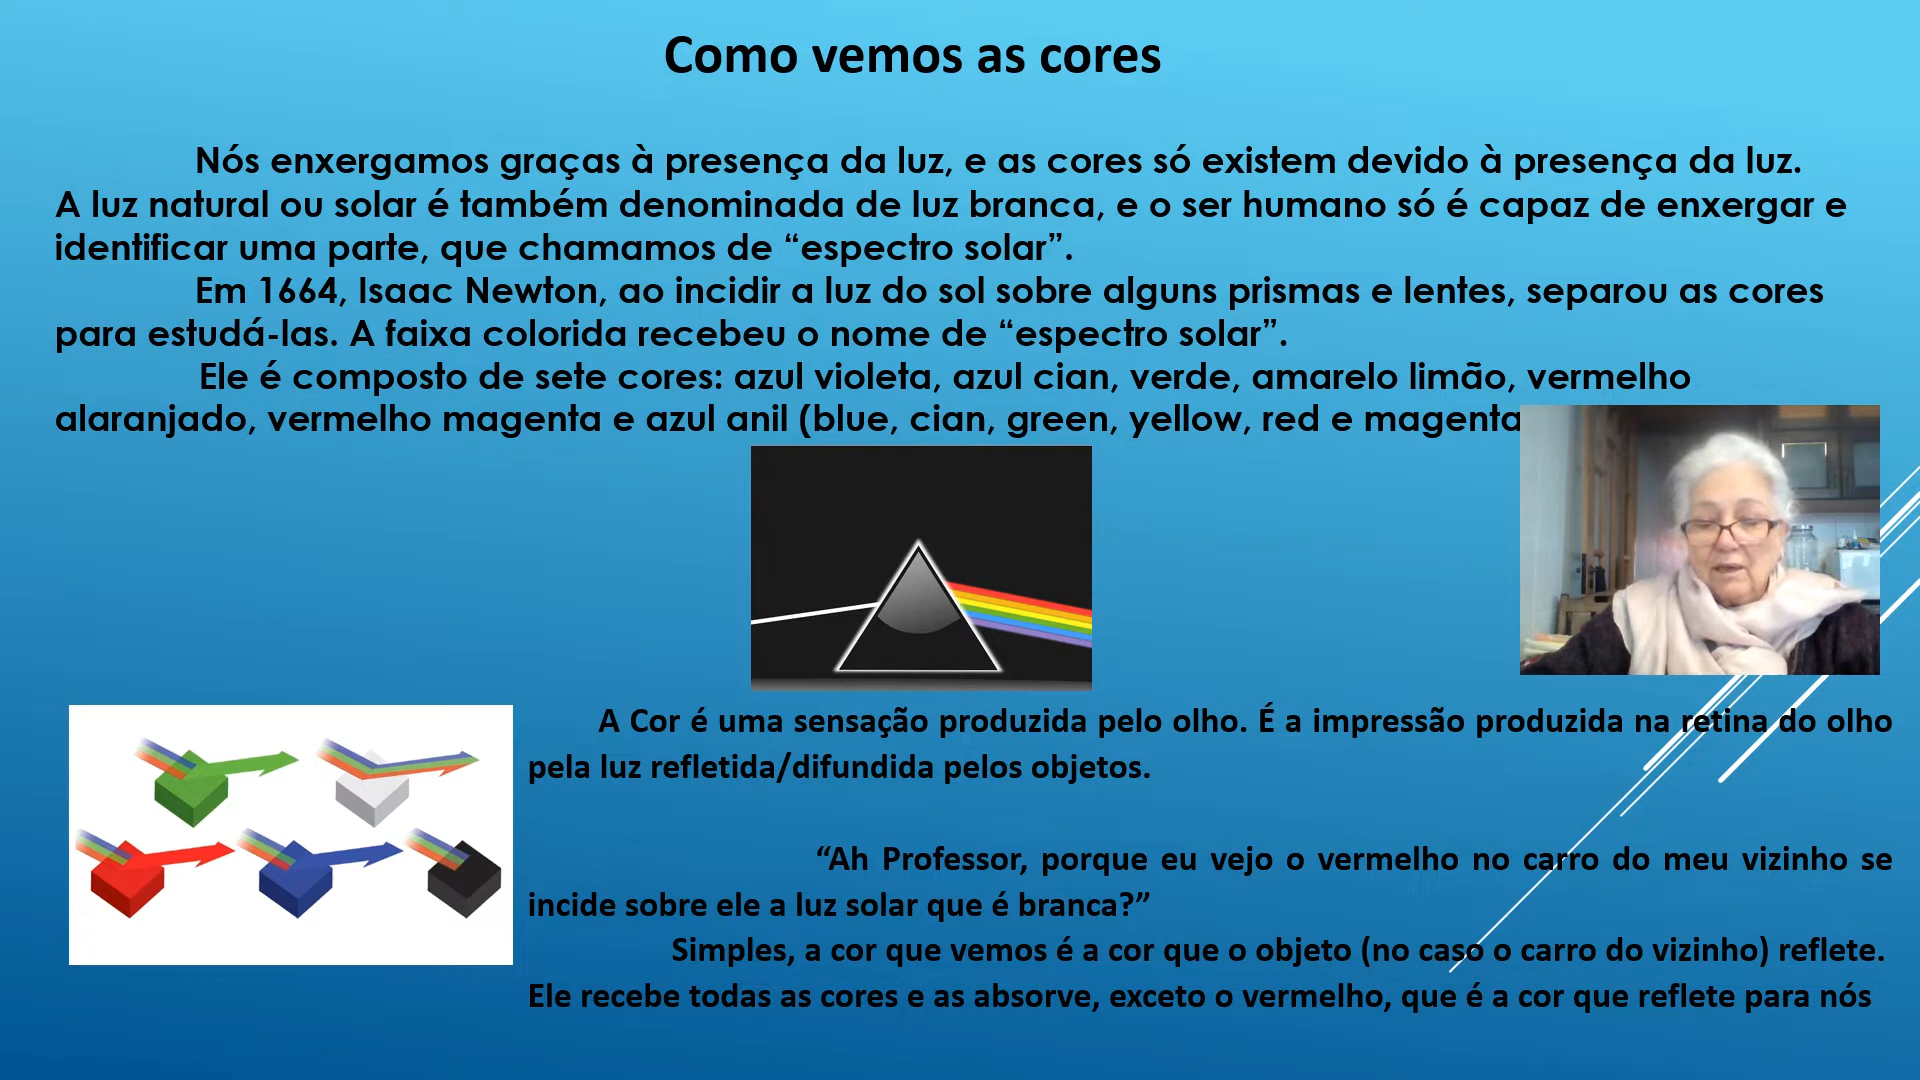 Como vemos as cores
Nós enxergamos graças à presença da luz, e as cores só existem devido à presença da luz.
A luz natural ou solar é também denominada de luz branca, e o ser humano só é capaz de enxergar e
identificar uma parte, que chamamos de “espectro solar”.
Em 1664, Isaac Newton, ao incidir a luz do sol sobre alguns prismas e lentes, separou as cores
para estudá-las. A faixa colorida recebeu o nome de “espectro solar”.
Ele é composto de sete cores: azul violeta, azul cian, verde, amarelo limão, vermelho
alaranjado, vermelho magenta e azul anil (blue, cian, green, yellow, red e magenta
A Cor é uma sensação produzida pelo olho. É a impressão produzida na retina do olho
pela luz refletida/difundida pelos objetos.
“Ah Professor, porque eu vejo o vermelho no carro do meu vizinho se
incide sobre ele a luz solar que é branca?”
Simples, a cor que vemos é a cor que o objeto (no caso o carro do vizinho) reflete.
Ele recebe todas as cores e as absorve, exceto o vermelho, que é a cor que reflete para nós